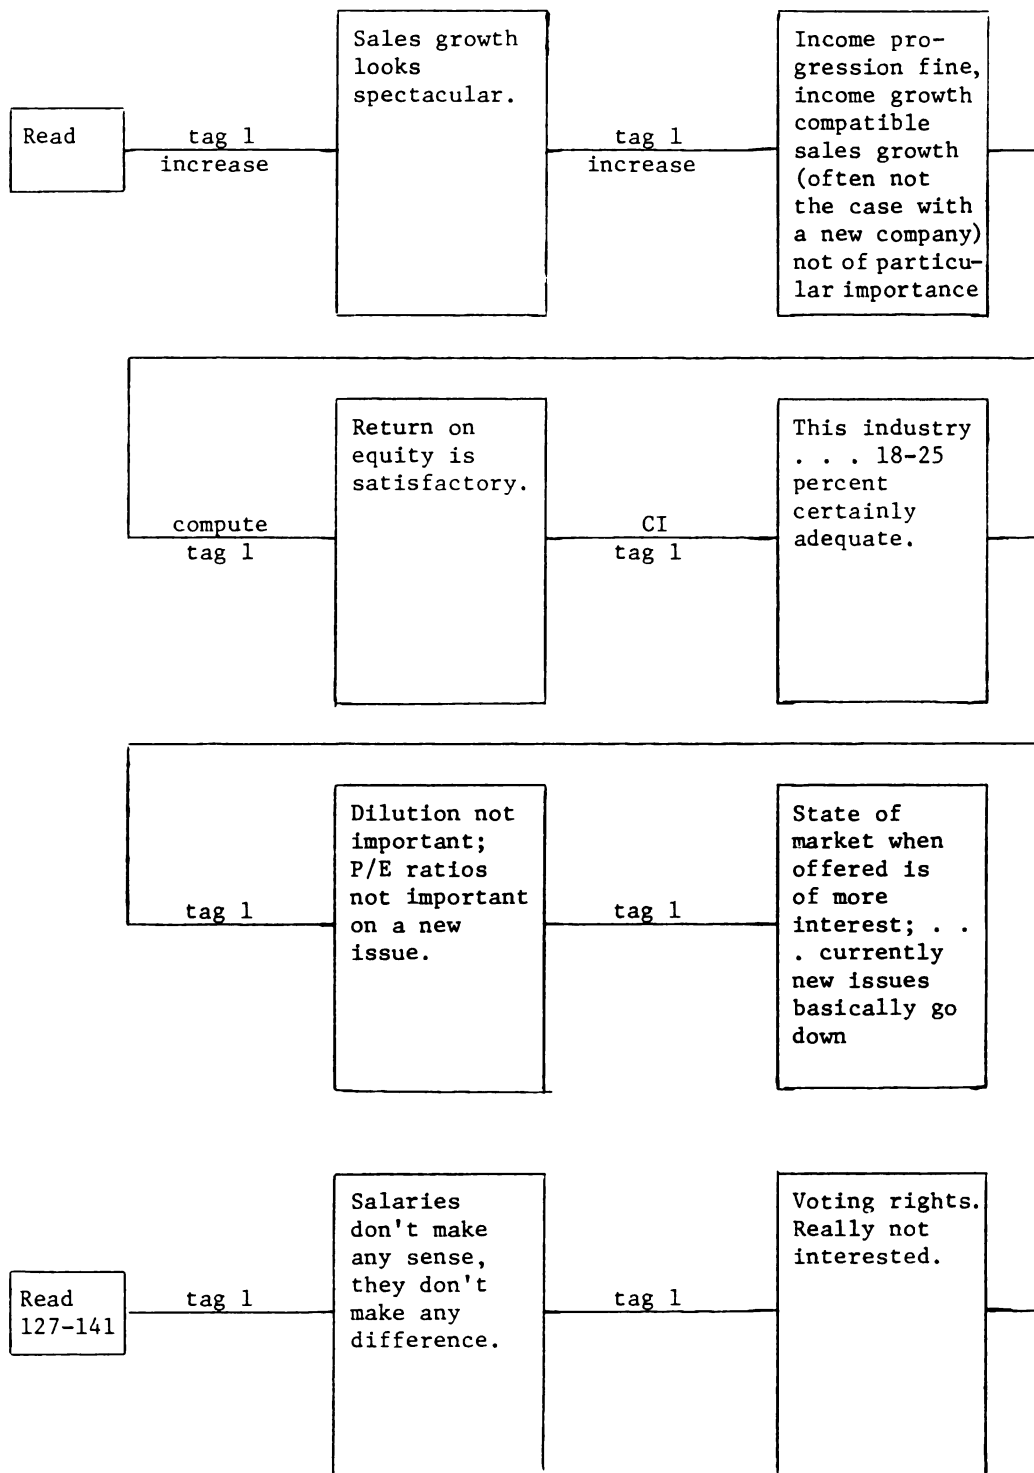 Read
tag 1
increase
Sales growth
looks
spectacular.
tag 1
increase
Income pro-
gression fine,
income growth
compatible
sales growth
(often not
the case with
a new company)
not of particu-
lar importance
compute
tag 1
Return on
equity is
satisfactory.
CI
tag 1
This industry
. . . 18-25
percent
certainly
adequate.
tag 1
Dilution not
important;
P/E ratios
not important
on a new
issue.
tag 1
State of
market when
offered is
of more
interest; . .
. currently
new issues
basically go
down
Read
127-141
tag 1
Salaries
don't make
any sense,
they don't
make any
difference.
tag 1
Voting rights.
Really not
interested.